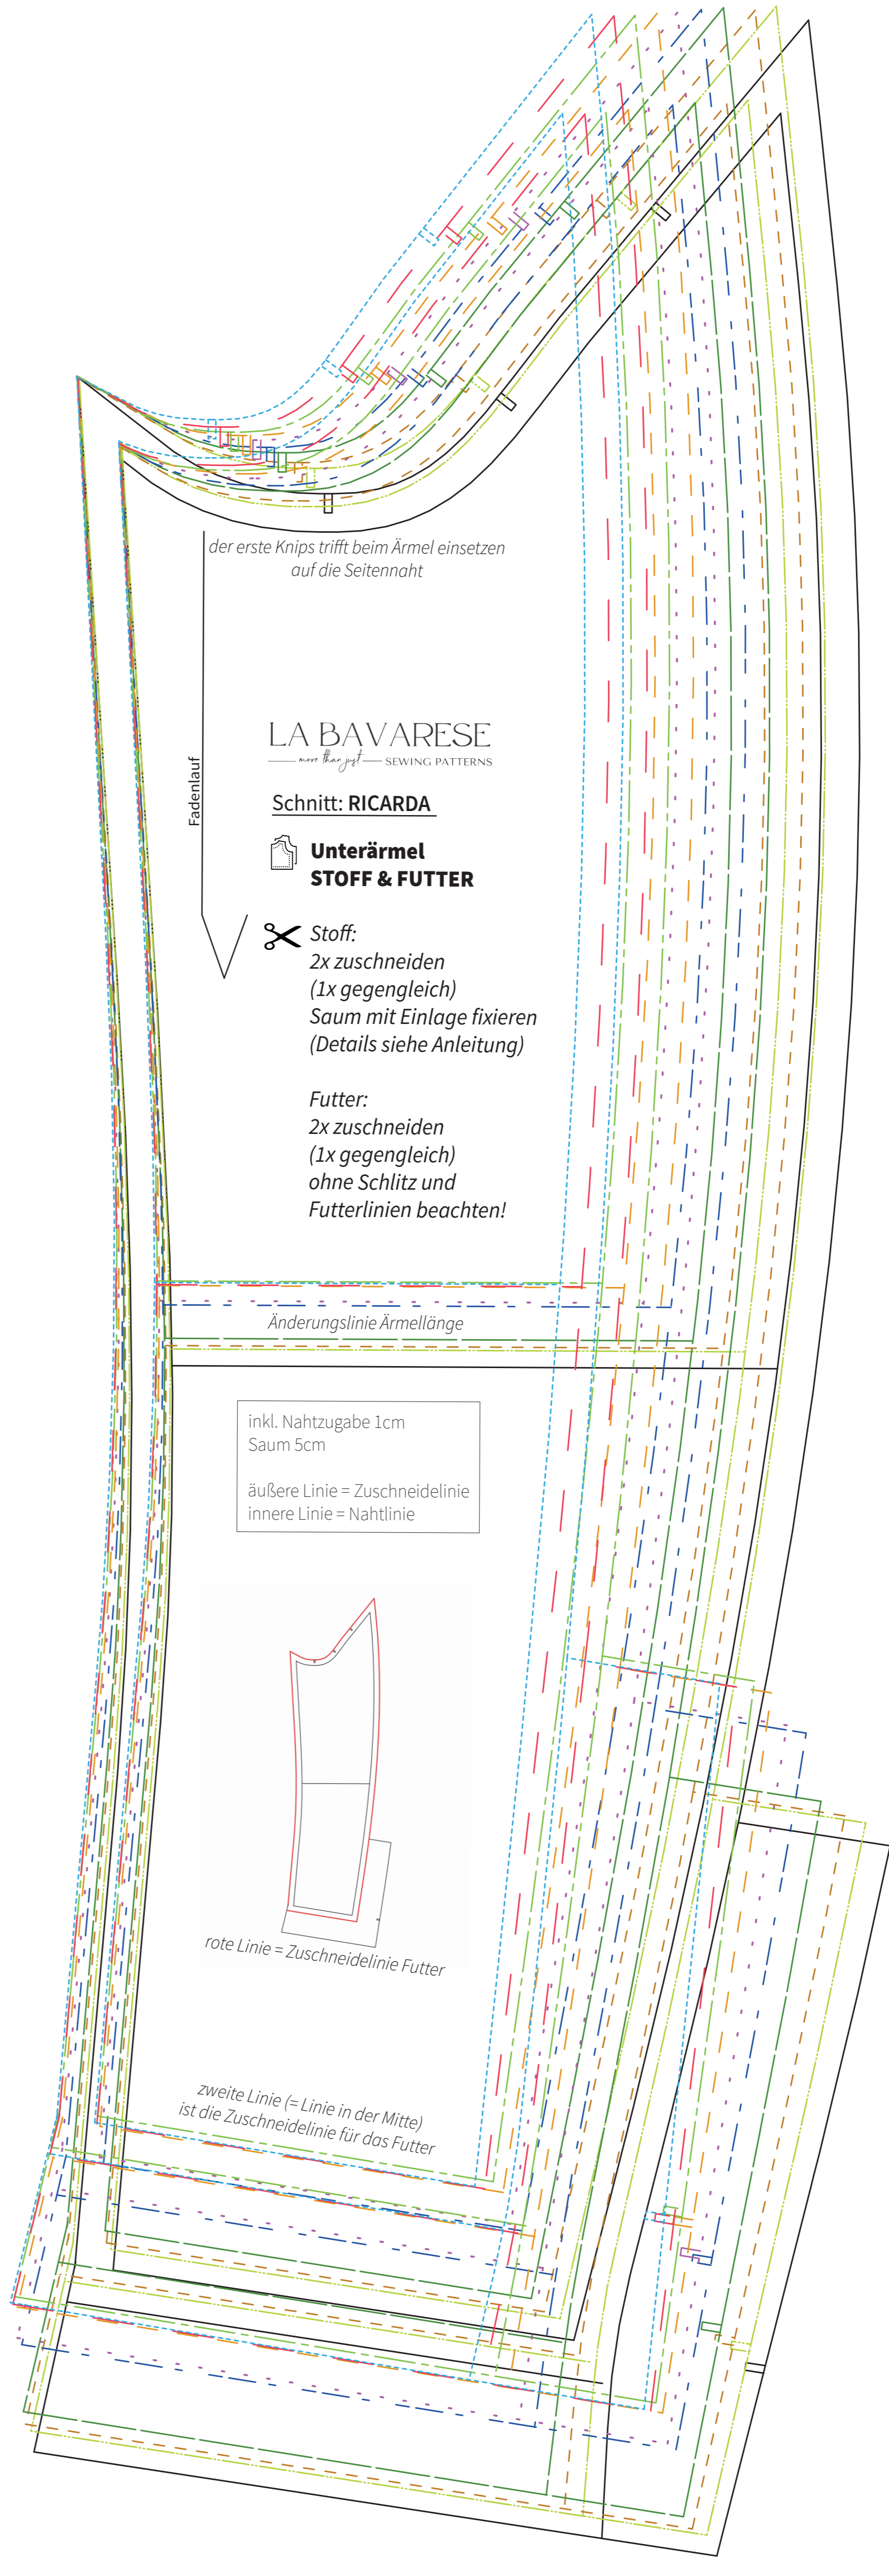 der erste Knips trifft beim Ärmel einsetzen
auf die Seitennaht
Fadenlauf
LA BAVARESE
more than just SEWING PATTERNS
Schnitt: RICARDA
Unterärmel
STOFF & FUTTER
Stoff:
2x zuschneiden
(1x gegengleich)
Saum mit Einlage fixieren
(Details siehe Anleitung)
Futter:
2x zuschneiden
(1x gegengleich)
ohne Schlitz und
Futterlinien beachten!
Änderungslinie Ärmellänge
inkl. Nahtzugabe 1cm
Saum 5cm
äußere Linie = Zuschneidelinie
innere Linie = Nahtlinie
rote Linie = Zuschneidelinie Futter
zweite Linie (= Linie in der Mitte)
ist die Zuschneidelinie für das Futter